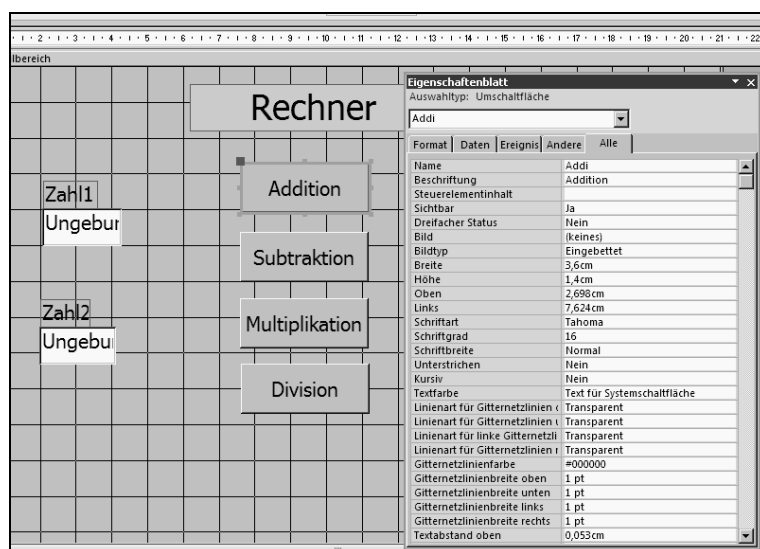 · 1 · 2 · 1 · 3 · 1 · 4 · 1 · 5 · 1 · 6 · 1 · 7 · 1 · 8 · 1 · 9 · 1 · 10 · 1 · 11 · 1 · 12 · 1 · 13 · 1 · 14 · 1 · 15 · 1 · 16 · 1 · 17 · 1 · 18 · 1 · 19 · 1 · 20 · 1 · 21 · 1 · 22
lbereich
Rechner
Addition
Zahl1
Ungebur
Subtraktion
Zahl2
Ungebu
Multiplikation
Division
Eigenschaftenblatt
Auswahltyp: Umschaltfläche
Addi
Format Daten Ereignis Andere Alle
Name Addi
Beschriftung Addition
Steuerelementinhalt
Sichtbar Ja
Dreifacher Status Nein
Bild (keines)
Bildtyp Eingebettet
Breite 3,6cm
Höhe 1,4cm
Oben 2,698cm
Links 7,624cm
Schriftart Tahoma
Schriftgrad 16
Schriftbreite Normal
Unterstrichen Nein
Kursiv Nein
Textfarbe Text für Systemschaltfläche
Linienart für Gitternetzlinien Transparent
Linienart für Gitternetzlinien Transparent
Linienart für linke Gitternetzli Transparent
Linienart für Gitternetzlinien r Transparent
Gitternetzlinienfarbe #000000
Gitternetzlinienbreite oben 1 pt
Gitternetzlinienbreite unten 1 pt
Gitternetzlinienbreite links 1 pt
Gitternetzlinienbreite rechts 1 pt
Textabstand oben 0,053cm